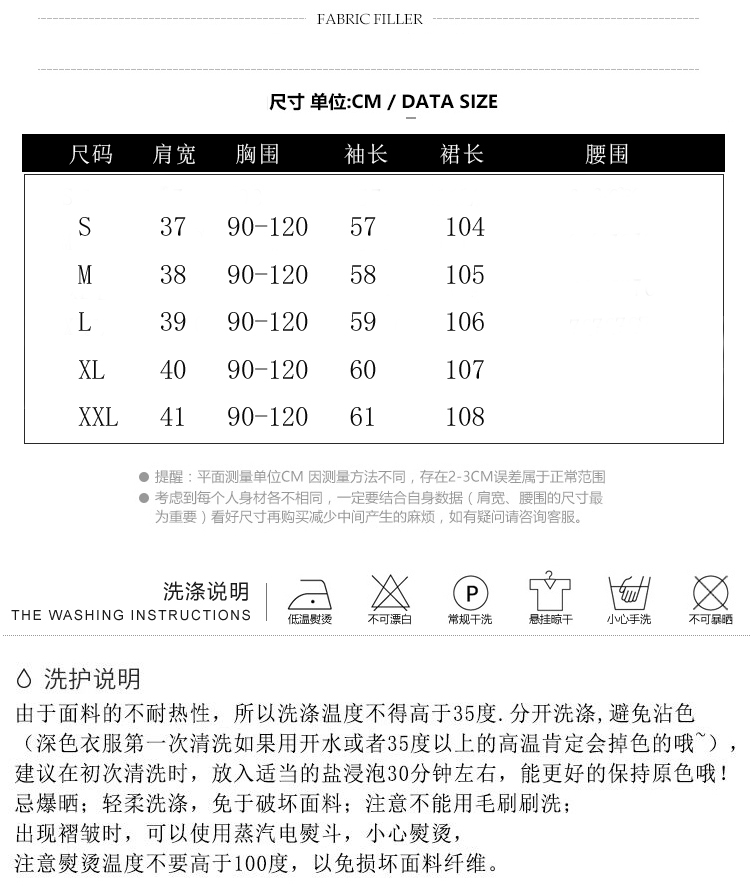 FABRIC FILLER
尺寸 单位:CM / DATA SIZE
尺码 肩宽 胸围 袖长 裙长 腰围
S 37 90-120 57 104
M 38 90-120 58 105
L 39 90-120 59 106
XL 40 90-120 60 107
XXL 41 90-120 61 108
● 提醒：平面测量单位CM 因测量方法不同，存在2-3CM误差属于正常范围
● 考虑到每个人身材各不相同，一定要结合自身数据（肩宽、腰围的尺寸最
为重要）看好尺寸再购买减少中间产生的麻烦，如有疑问请咨询客服。
洗涤说明
THE WASHING INSTRUCTIONS
P
低温熨烫 不可漂白 常规干洗 悬挂晾干 小心手洗 不可暴晒
洗护说明
由于面料的不耐热性，所以洗涤温度不得高于35度.分开洗涤,避免沾色
（深色衣服第一次清洗如果用开水或者35度以上的高温肯定会掉色的哦~），
建议在初次清洗时，放入适当的盐浸泡30分钟左右，能更好的保持原色哦！
忌爆晒；轻柔洗涤，免于破坏面料；注意不能用毛刷刷洗；
出现褶皱时，可以使用蒸汽电熨斗，小心熨烫，
注意熨烫温度不要高于100度，以免损坏面料纤维。